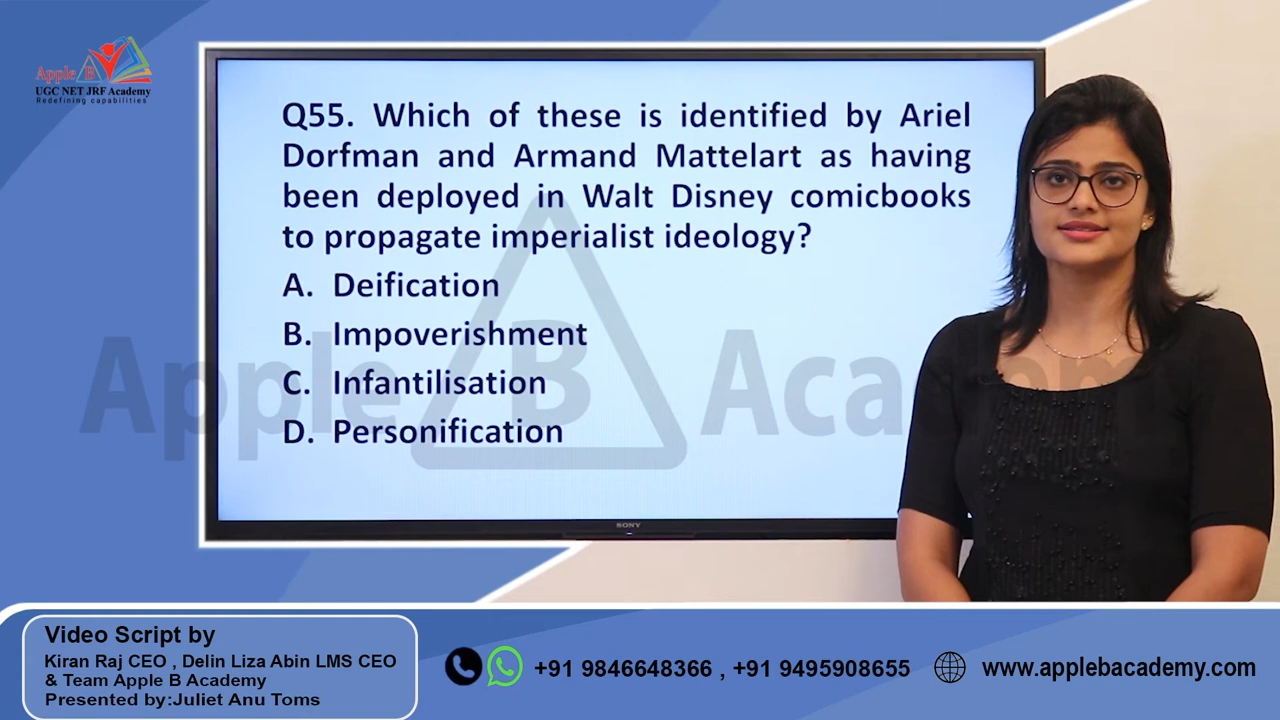 Apple B
UGC NET JRF Academy
Redefining capabilities
Q55. Which of these is identified by Ariel
Dorfman and Armand Mattelart as having
been deployed in Walt Disney comicbooks
to propagate imperialist ideology?
A. Deification
B. Impoverishment
C. Infantilisation
D. Personification
Apple B Academy
SONY
Video Script by
Kiran Raj CEO , Delin Liza Abin LMS CEO
& Team Apple B Academy
Presented by:Juliet Anu Toms
+91 9846648366 , +91 9495908655
www.applebacademy.com